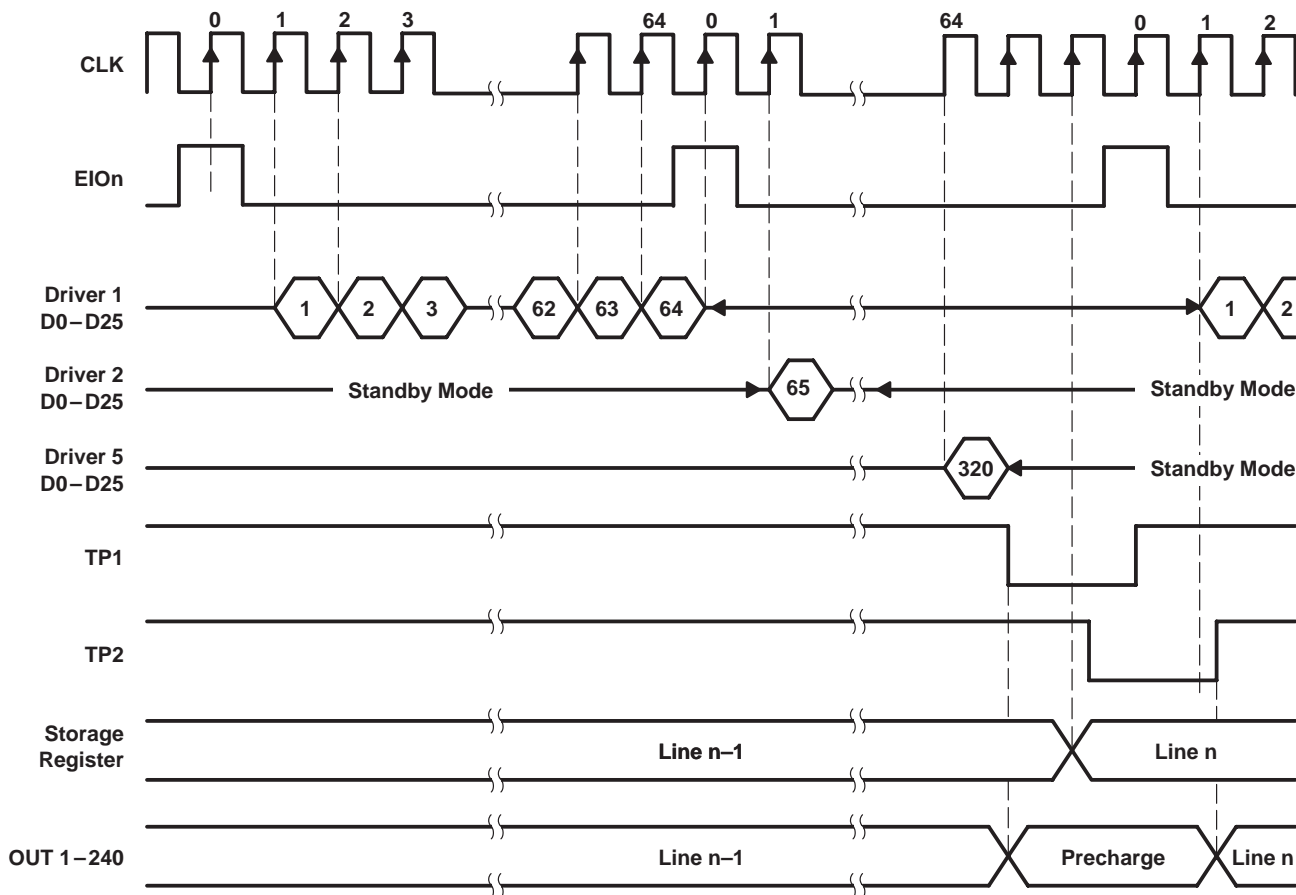 0 1 2 3 64 0 1 64 0 1 2
CLK
EIOn
Driver 1
D0–D25
1 2 3 62 63 64 1 2
Driver 2
D0–D25
Standby Mode 65 Standby Mode
Driver 5
D0–D25
320 Standby Mode
TP1
TP2
Storage
Register
Line n–1 Line n
OUT 1–240
Line n–1 Precharge Line n